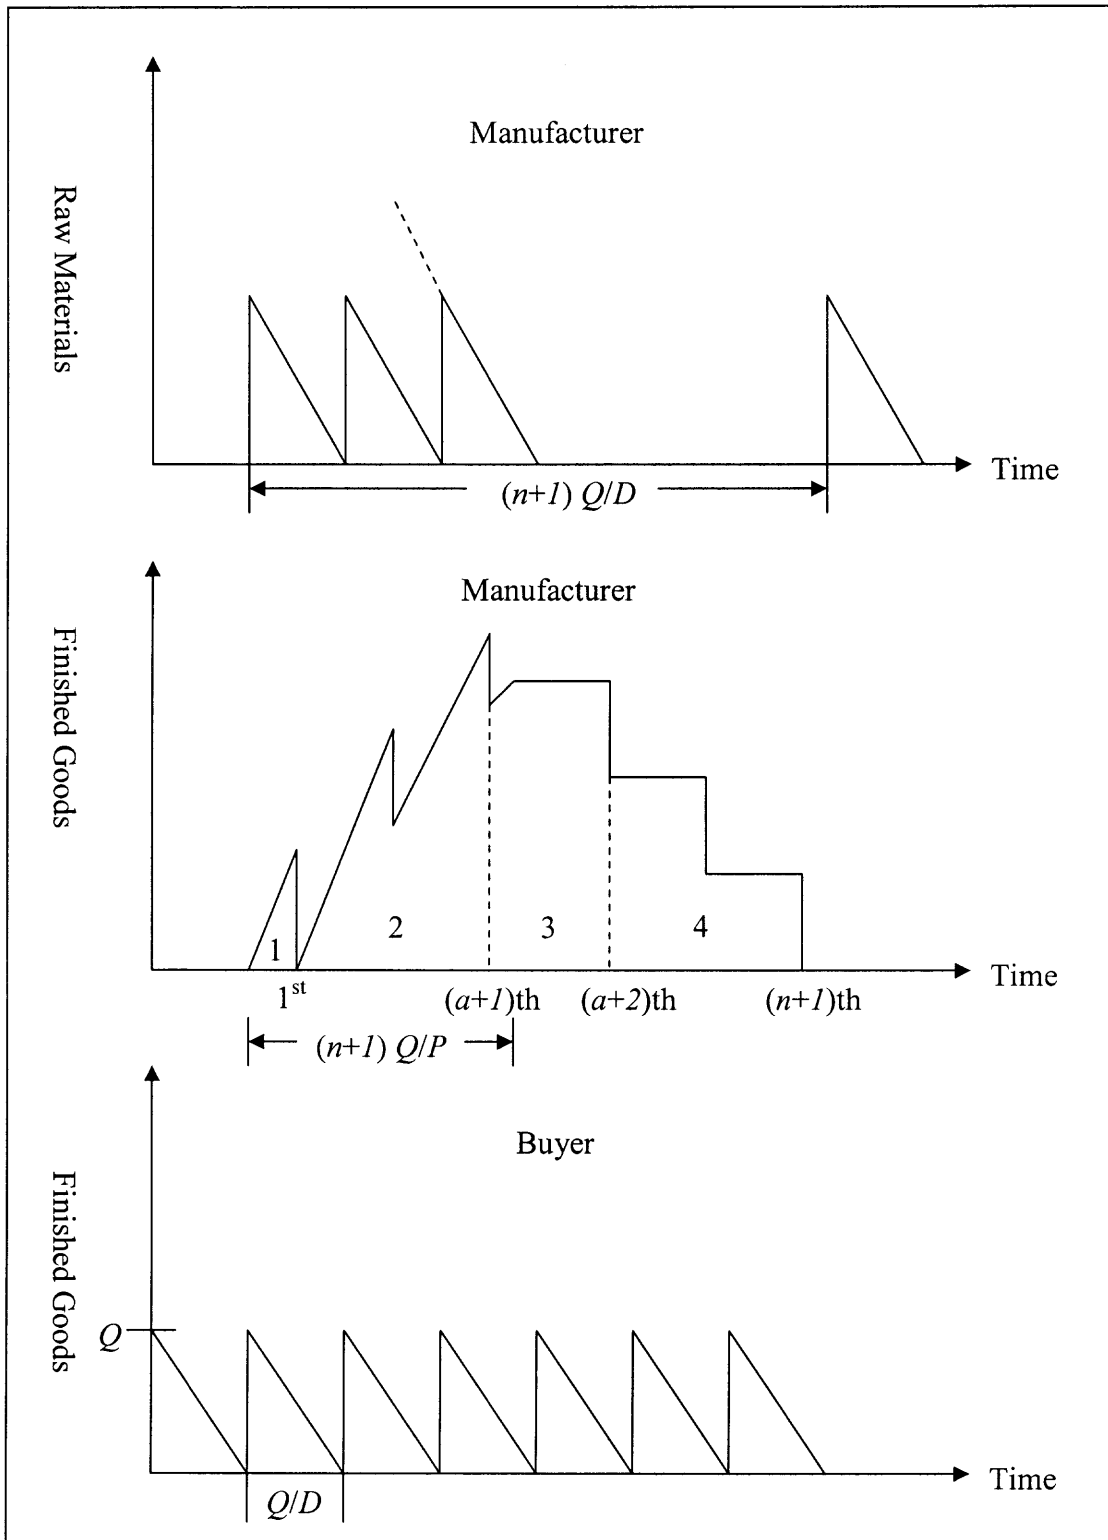 Manufacturer
Raw Materials
Time
(n+1) Q/D
Manufacturer
Finished Goods
1
2
3
4
Time
1st
(a+1)th
(a+2)th
(n+1)th
(n+1) Q/P
Buyer
Finished Goods
Q
Time
Q/D